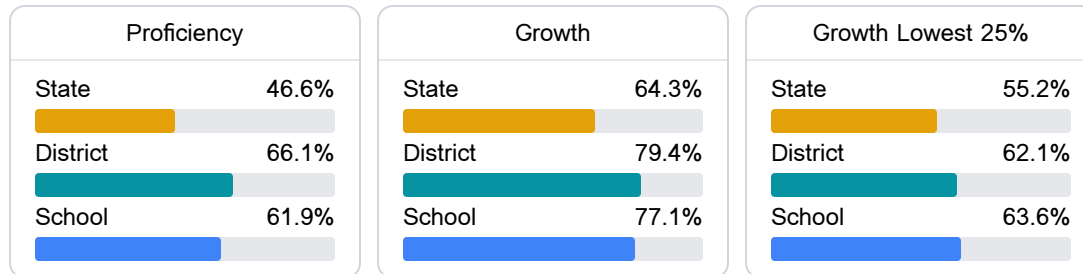 Proficiency
State 46.6%
District 66.1%
School 61.9%
Growth
State 64.3%
District 79.4%
School 77.1%
Growth Lowest 25%
State 55.2%
District 62.1%
School 63.6%